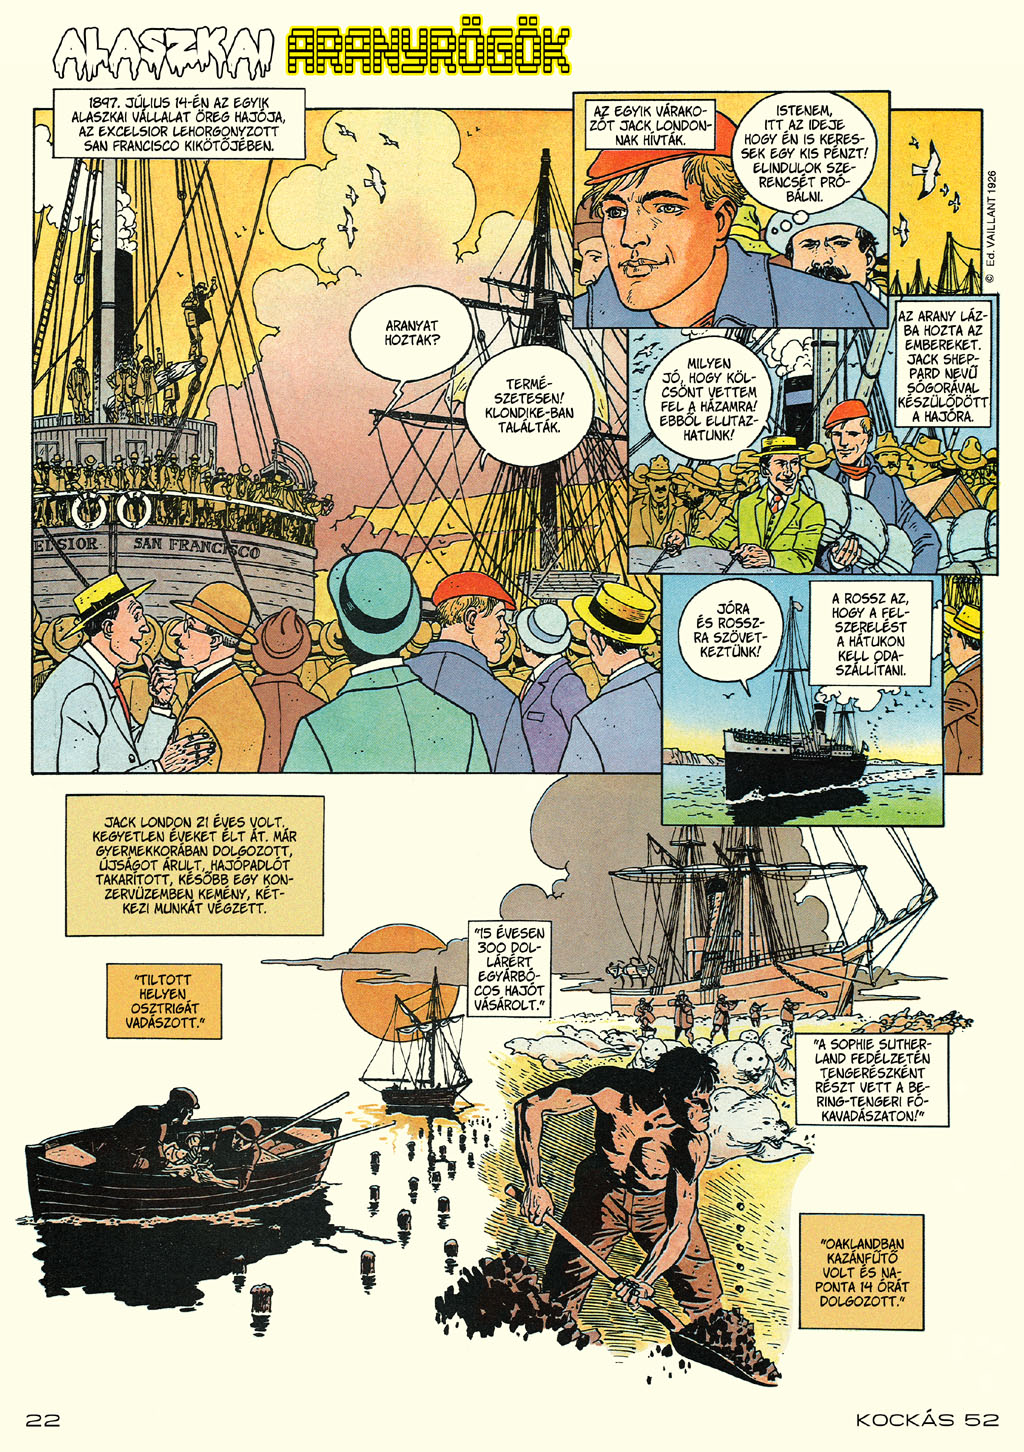 ALASZKAI ARANYRÖGÖK
1897. JÚLIUS 14-ÉN AZ EGYIK
ALASZKAI VÁLLALAT ÖREG HAJÓJA,
AZ EXCELSIOR LEHORGONYZOTT
SAN FRANCISCO KIKÖTŐJÉBEN.
ARANYAT
HOZTAK?
TERMÉ-
SZETESEN!
KLONDIKE-BAN
TALÁLTÁK.
ELSIOR SAN FRANCISCO
AZ EGYIK VÁRAKO-
ZÓT JACK LONDON-
NAK HÍVTÁK.
ISTENEM,
ITT AZ IDEJE
HOGY ÉN IS KERES-
SEK EGY KIS PÉNZT!
ELINDULOK SZE-
RENCSÉT PRÓ-
BÁLNI.
© Ed. VAILLANT 1926
MILYEN
JÓ, HOGY KÖL-
CSÖNT VETTEM
FEL A HÁZAMRA!
EBBŐL ELUTAZ-
HATUNK!
AZ ARANY LÁZ-
BA HOZTA AZ
EMBEREKET.
JACK SHEP-
PARD NEVŰ
SÓGORÁVAL
KÉSZÜLŐDÖTT
A HAJÓRA.
JÓRA
ÉS ROSSZ-
RA SZÖVET-
KEZTÜNK!
A ROSSZ AZ,
HOGY A FEL-
SZERELÉST
A HÁTUKON
KELL ODA-
SZÁLLÍTANI.
JACK LONDON 21 ÉVES VOLT.
KEGYETLEN ÉVEKET ÉLT ÁT. MÁR
GYERMEKKORÁBAN DOLGOZOTT,
ÚJSÁGOT ÁRULT, HAJÓPADLÓT
TAKARÍTOTT, KÉSŐBB EGY KON-
ZERVÜZEMBEN KEMÉNY, KÉT-
KEZI MUNKÁT VÉGZETT.
"TILTOTT
HELYEN
OSZTRIGÁT
VADÁSZOTT."
"15 ÉVESEN
300 DOL-
LÁRÉRT
EGYÁRBÓ-
COS HAJÓT
VÁSÁROLT."
"A SOPHIE SUTHER-
LAND FEDÉLZETÉN
TENGERÉSZKÉNT
RÉSZT VETT A BE-
RING-TENGERI FÓ-
KAVADÁSZATON!"
"OAKLANDBAN
KAZÁNFŰTŐ
VOLT ÉS NA-
PONTA 14 ÓRÁT
DOLGOZOTT."
22
KOCKÁS 52